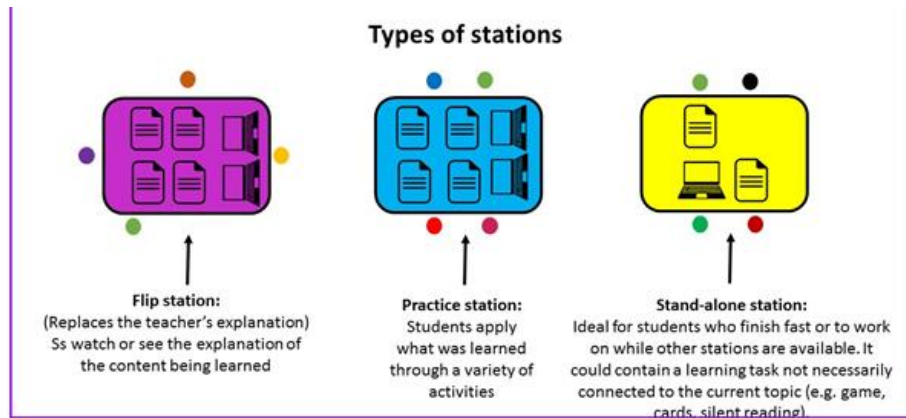 Types of stations
Flip station:
(Replaces the teacher's explanation)
Ss watch or see the explanation of
the content being learned
Practice station:
Students apply
what was learned
through a variety of
activities
Stand-alone station:
Ideal for students who finish fast or to work
on while other stations are available. It
could contain a learning task not necessarily
connected to the current topic (e.g. game,
cards, silent reading).